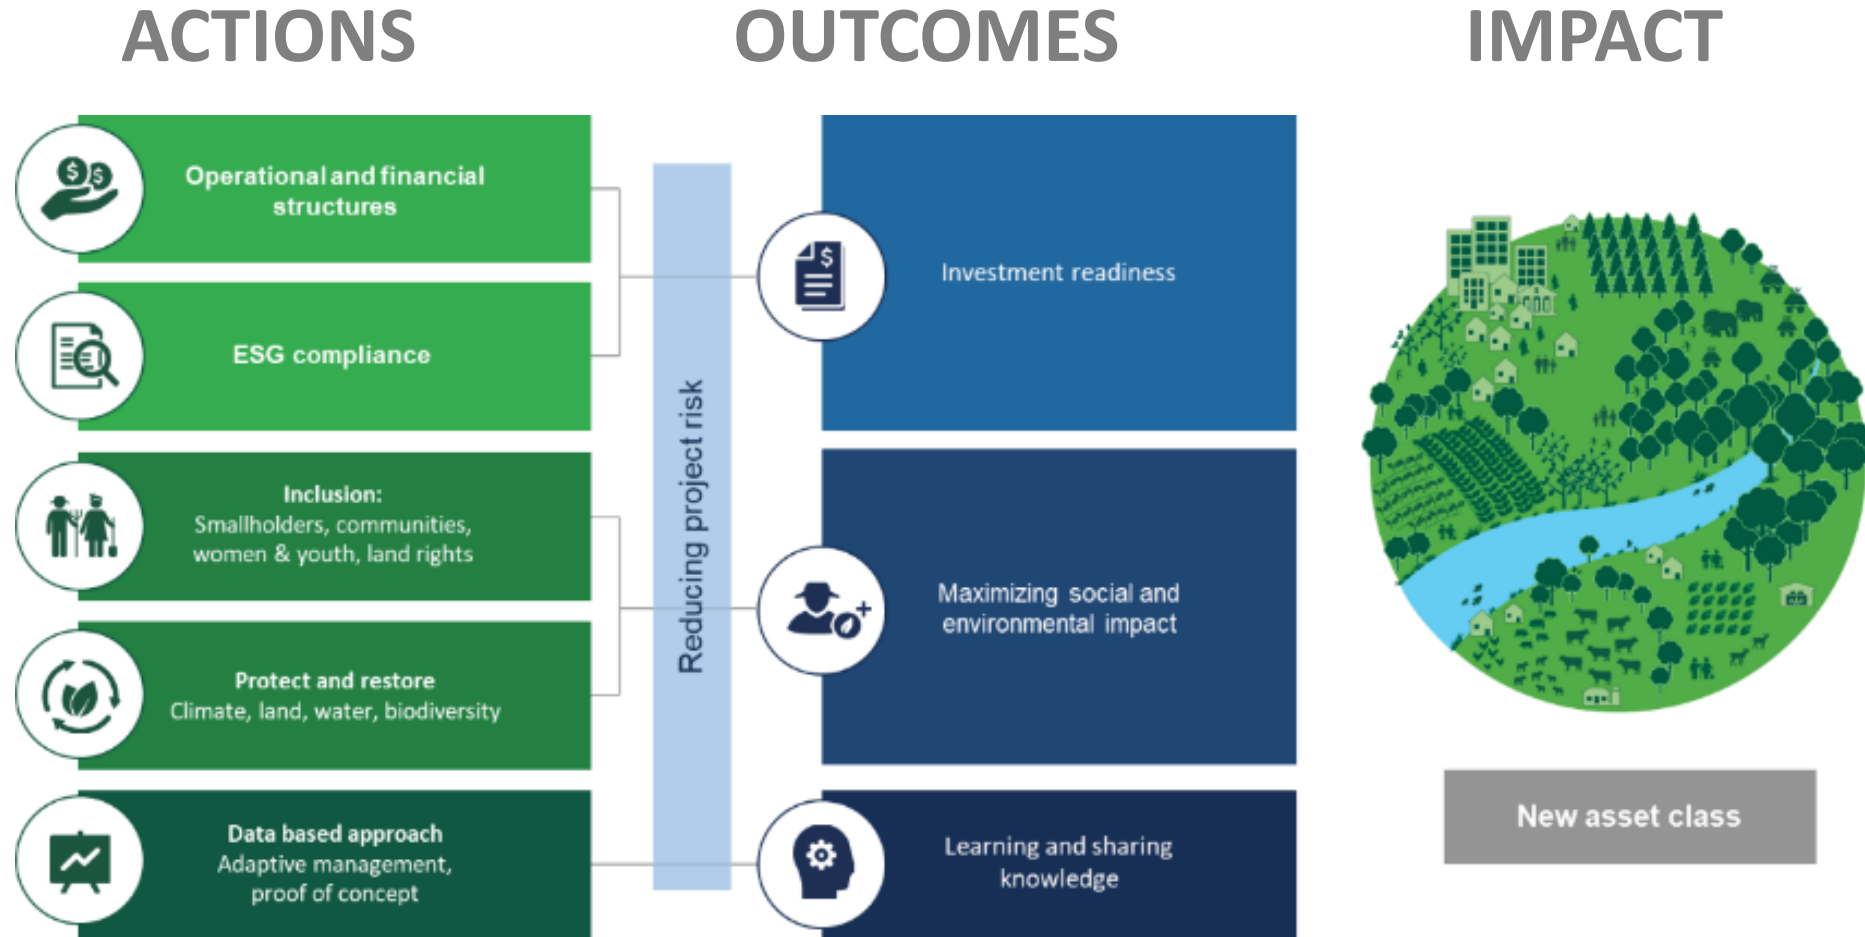 ACTIONS
OUTCOMES
IMPACT
Operational and financial
structures
ESG compliance
Inclusion:
Smallholders, communities,
women & youth, land rights
Protect and restore
Climate, land, water, biodiversity
Data based approach
Adaptive management,
proof of concept
Reducing project risk
$
$
$
Investment readiness
Maximizing social and
environmental impact
Learning and sharing
knowledge
New asset class